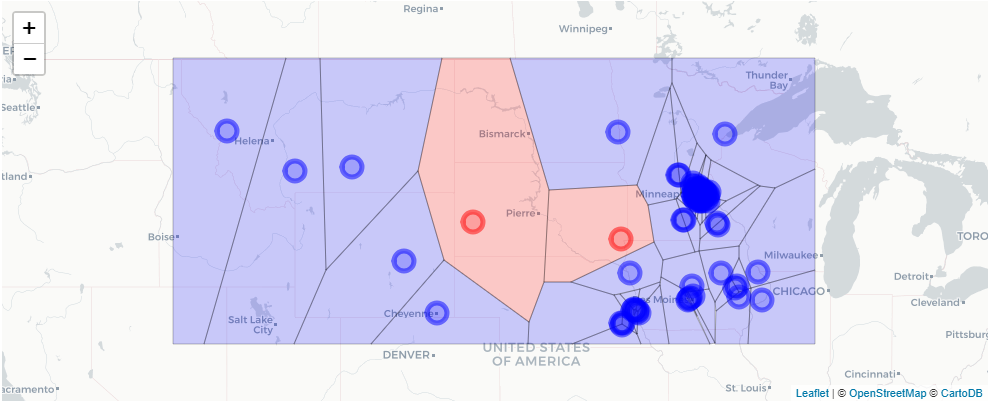 Regina
+
Winnipeg
−
Thunder
Bay
Seattle
Bismarck
Helena
tland
Minneap
Pierre
Boise
TORO
Milwaukee
Detroit
CHICAGO
es Moin
Cleveland
Cheyenne
Salt Lake
City
Pittsburg
UNITED STATES
OF AMERICA
DENVER
Cincinnati
acramento
St. Louis
Leaflet | © OpenStreetMap © CartoDB